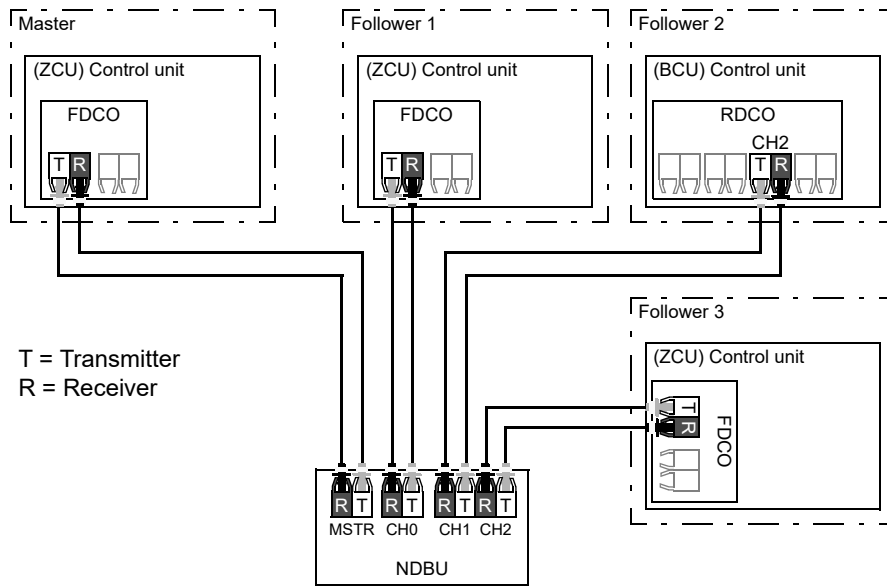 Master
(ZCU) Control unit
FDCO
T R
Follower 1
(ZCU) Control unit
FDCO
T R
Follower 2
(BCU) Control unit
RDCO
CH2
T R
Follower 3
(ZCU) Control unit
T
R
FDCO
T = Transmitter
R = Receiver
R T R T R T R T
MSTR CH0 CH1 CH2
NDBU